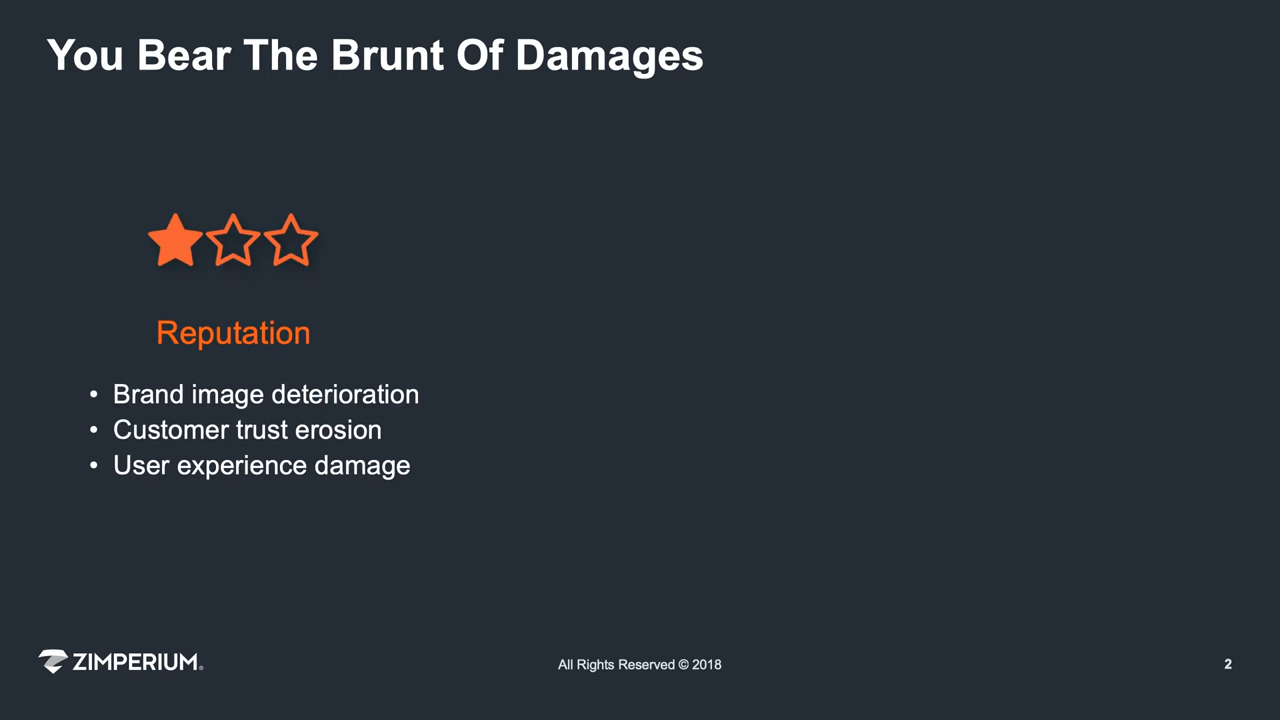 You Bear The Brunt Of Damages
Reputation
• Brand image deterioration
• Customer trust erosion
• User experience damage
ZIMPERIUM®
All Rights Reserved © 2018
2